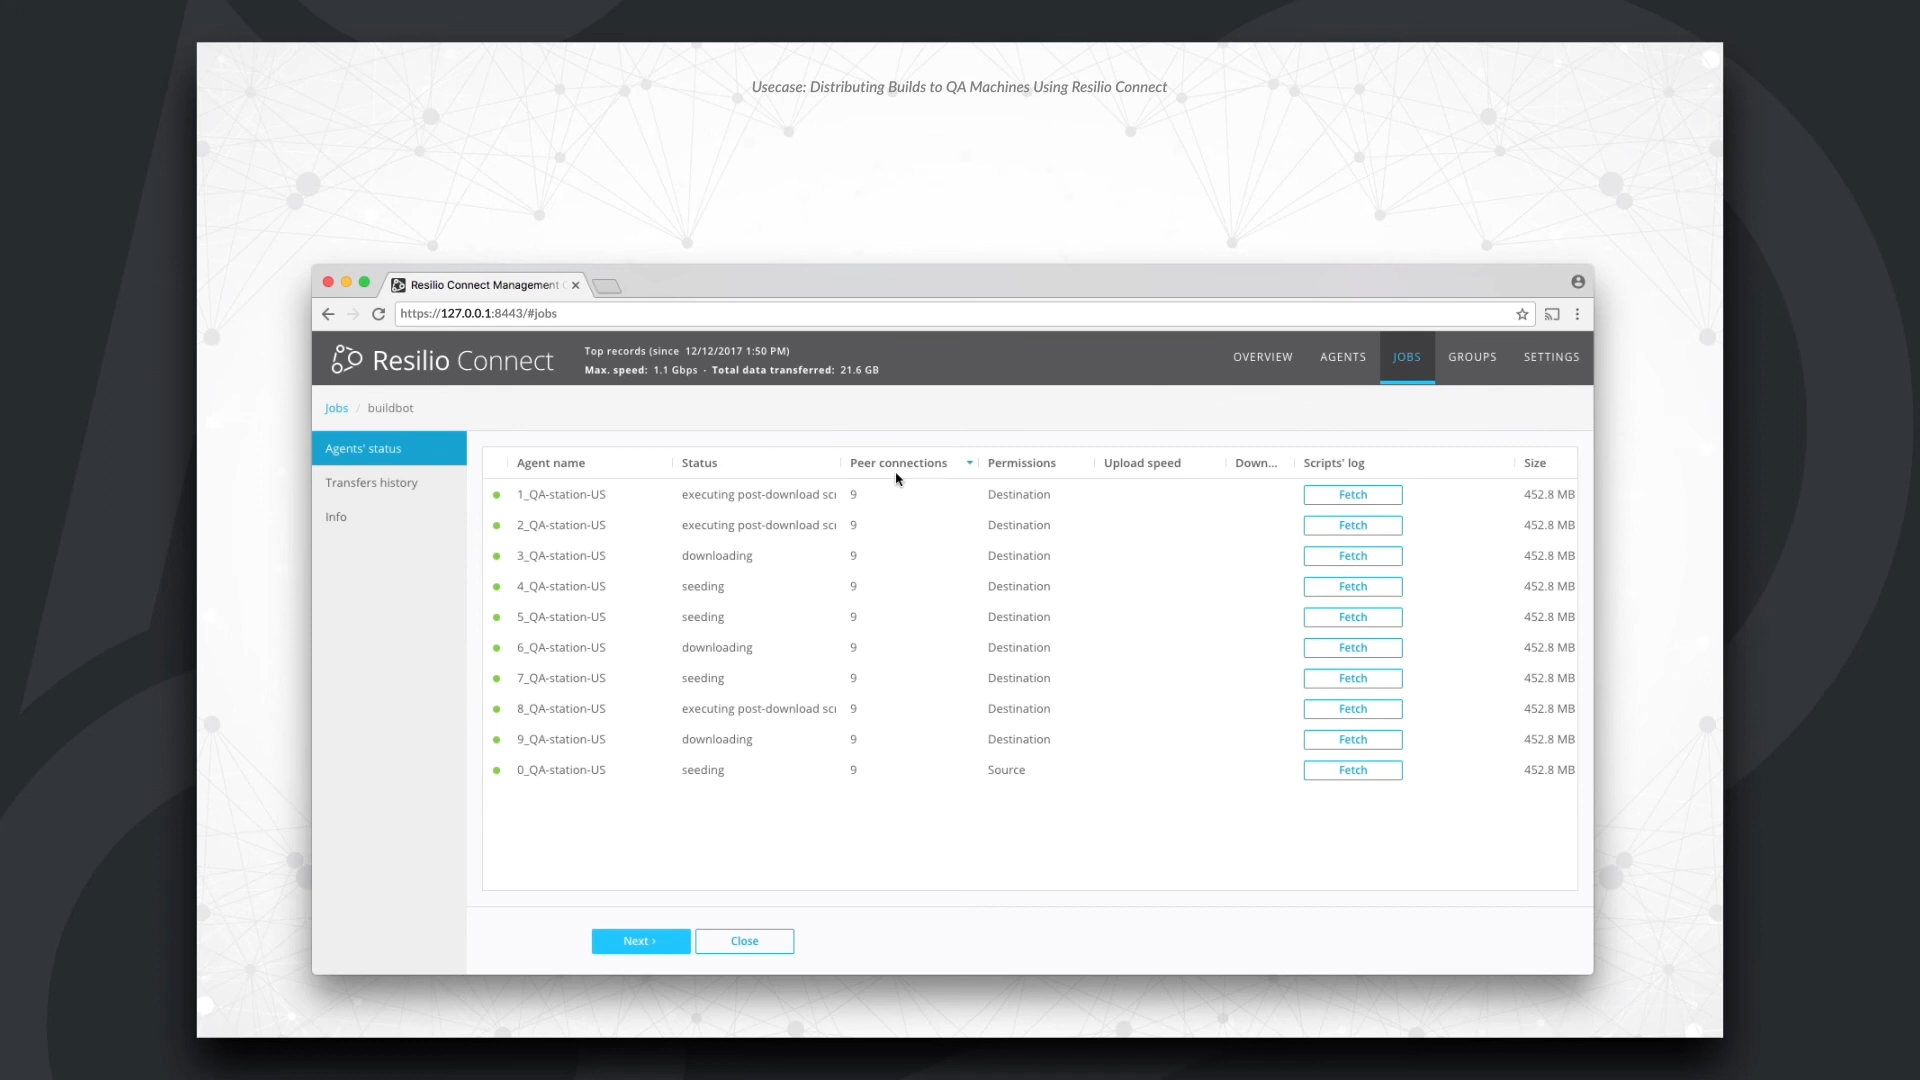 Usecase: Distributing Builds to QA Machines Using Resilio Connect
Resilio Connect Management
https://127.0.0.1:8443/#jobs
Resilio Connect
Top records (since 12/12/2017 1:50 PM)
Max. speed: 1.1 Gbps - Total data transferred: 21.6 GB
OVERVIEW AGENTS JOBS GROUPS SETTINGS
Jobs / buildbot
Agents' status
Transfers history
Info
Agent name Status Peer connections Permissions Upload speed Down... Scripts' log Size
1_QA-station-US executing post-download scr 9 Destination Fetch 452.8 MB
2_QA-station-US executing post-download scr 9 Destination Fetch 452.8 MB
3_QA-station-US downloading 9 Destination Fetch 452.8 MB
4_QA-station-US seeding 9 Destination Fetch 452.8 MB
5_QA-station-US seeding 9 Destination Fetch 452.8 MB
6_QA-station-US downloading 9 Destination Fetch 452.8 MB
7_QA-station-US seeding 9 Destination Fetch 452.8 MB
8_QA-station-US executing post-download scr 9 Destination Fetch 452.8 MB
9_QA-station-US downloading 9 Destination Fetch 452.8 MB
0_QA-station-US seeding 9 Source Fetch 452.8 MB
Next ›
Close